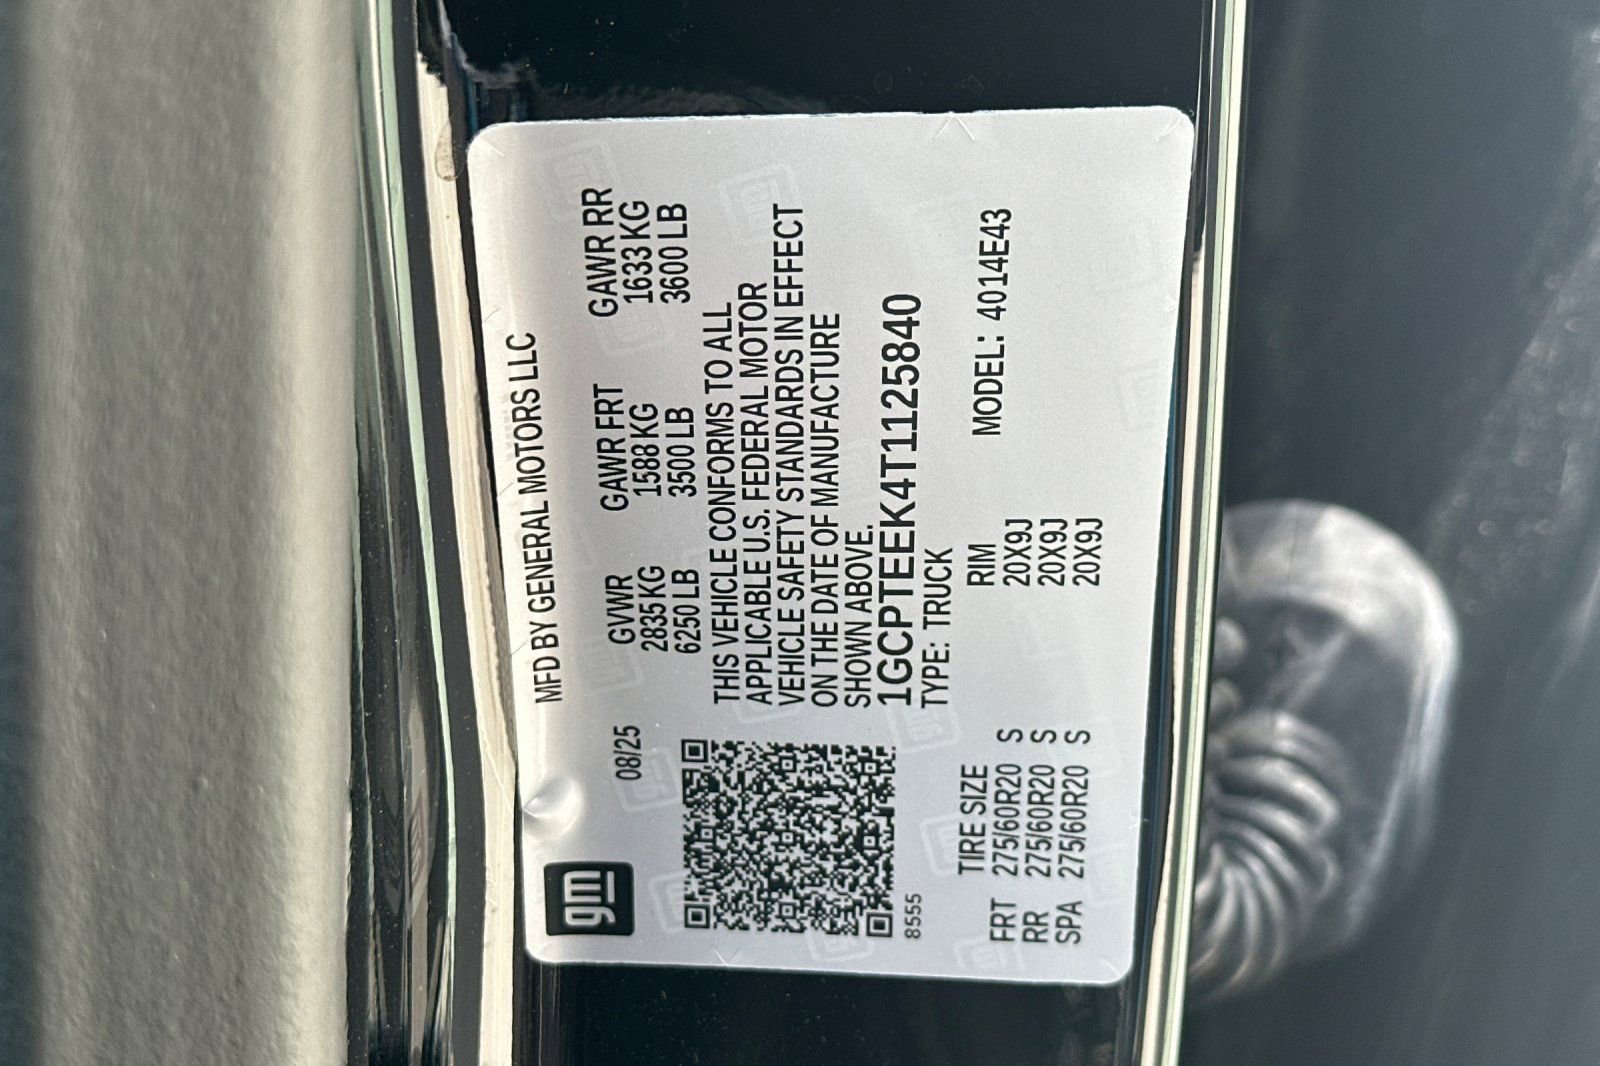 gm
MFD BY GENERAL MOTORS LLC
08/25
GVWR GAWR FRT GAWR RR
2835 KG 1588 KG 1633 KG
6250 LB 3500 LB 3600 LB
THIS VEHICLE CONFORMS TO ALL
APPLICABLE U.S. FEDERAL MOTOR
VEHICLE SAFETY STANDARDS IN EFFECT
ON THE DATE OF MANUFACTURE
SHOWN ABOVE.
1GCPTEEK4T1125840
8555
TYPE: TRUCK
TIRE SIZE RIM MODEL: 4014E43
FRT 275/60R20 S 20X9J
RR 275/60R20 S 20X9J
SPA 275/60R20 S 20X9J